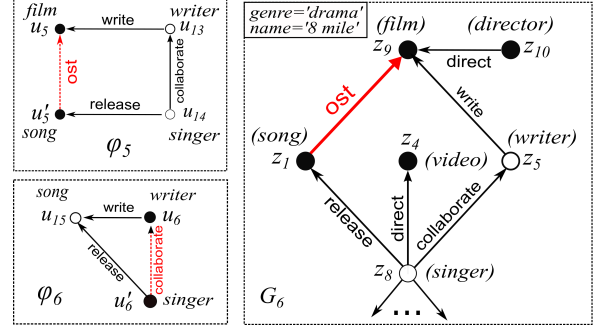 film
writer
u5
write
u13
ost
collaborate
u'5
release
u14
song
singer
φ5
song
writer
u15
write
u6
release
collaborate
u'6
singer
φ6
genre='drama'
name='8 mile'
(film)
(director)
z9
z10
direct
ost
write
(song)
z4
(writer)
z1
(video)
z5
release
direct
collaborate
z8
(singer)
G6
...